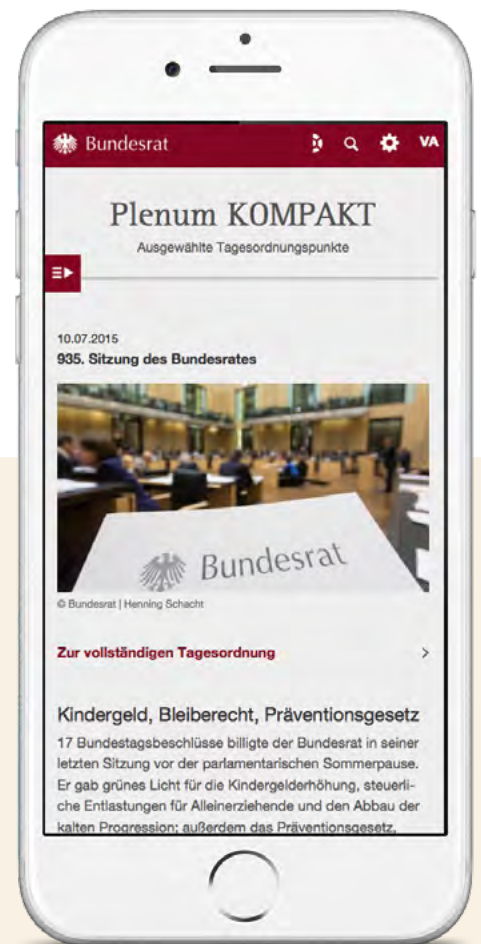 Bundesrat
VA
Plenum KOMPAKT
Ausgewählte Tagesordnungspunkte
10.07.2015
935. Sitzung des Bundesrates
Bundesrat
© Bundesrat | Henning Schacht
Zur vollständigen Tagesordnung
Kindergeld, Bleiberecht, Präventionsgesetz
17 Bundestagsbeschlüsse billigte der Bundesrat in seiner
letzten Sitzung vor der parlamentarischen Sommerpause.
Er gab grünes Licht für die Kindergelderhöhung, steuerli-
che Entlastungen für Alleinerziehende und den Abbau der
kalten Progression; außerdem das Präventionsgesetz,